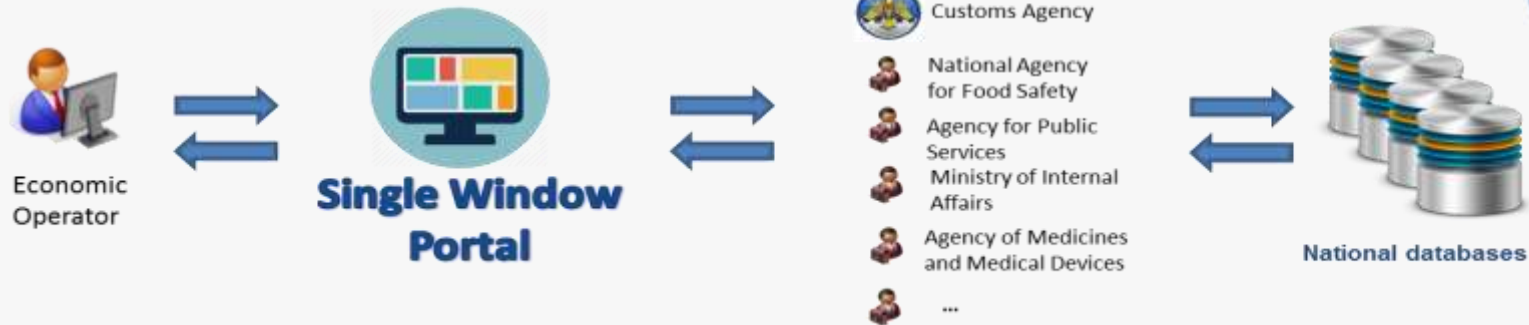 Economic
Operator
Single Window
Portal
Customs Agency
National Agency
for Food Safety
Agency for Public
Services
Ministry of Internal
Affairs
Agency of Medicines
and Medical Devices
...
National databases